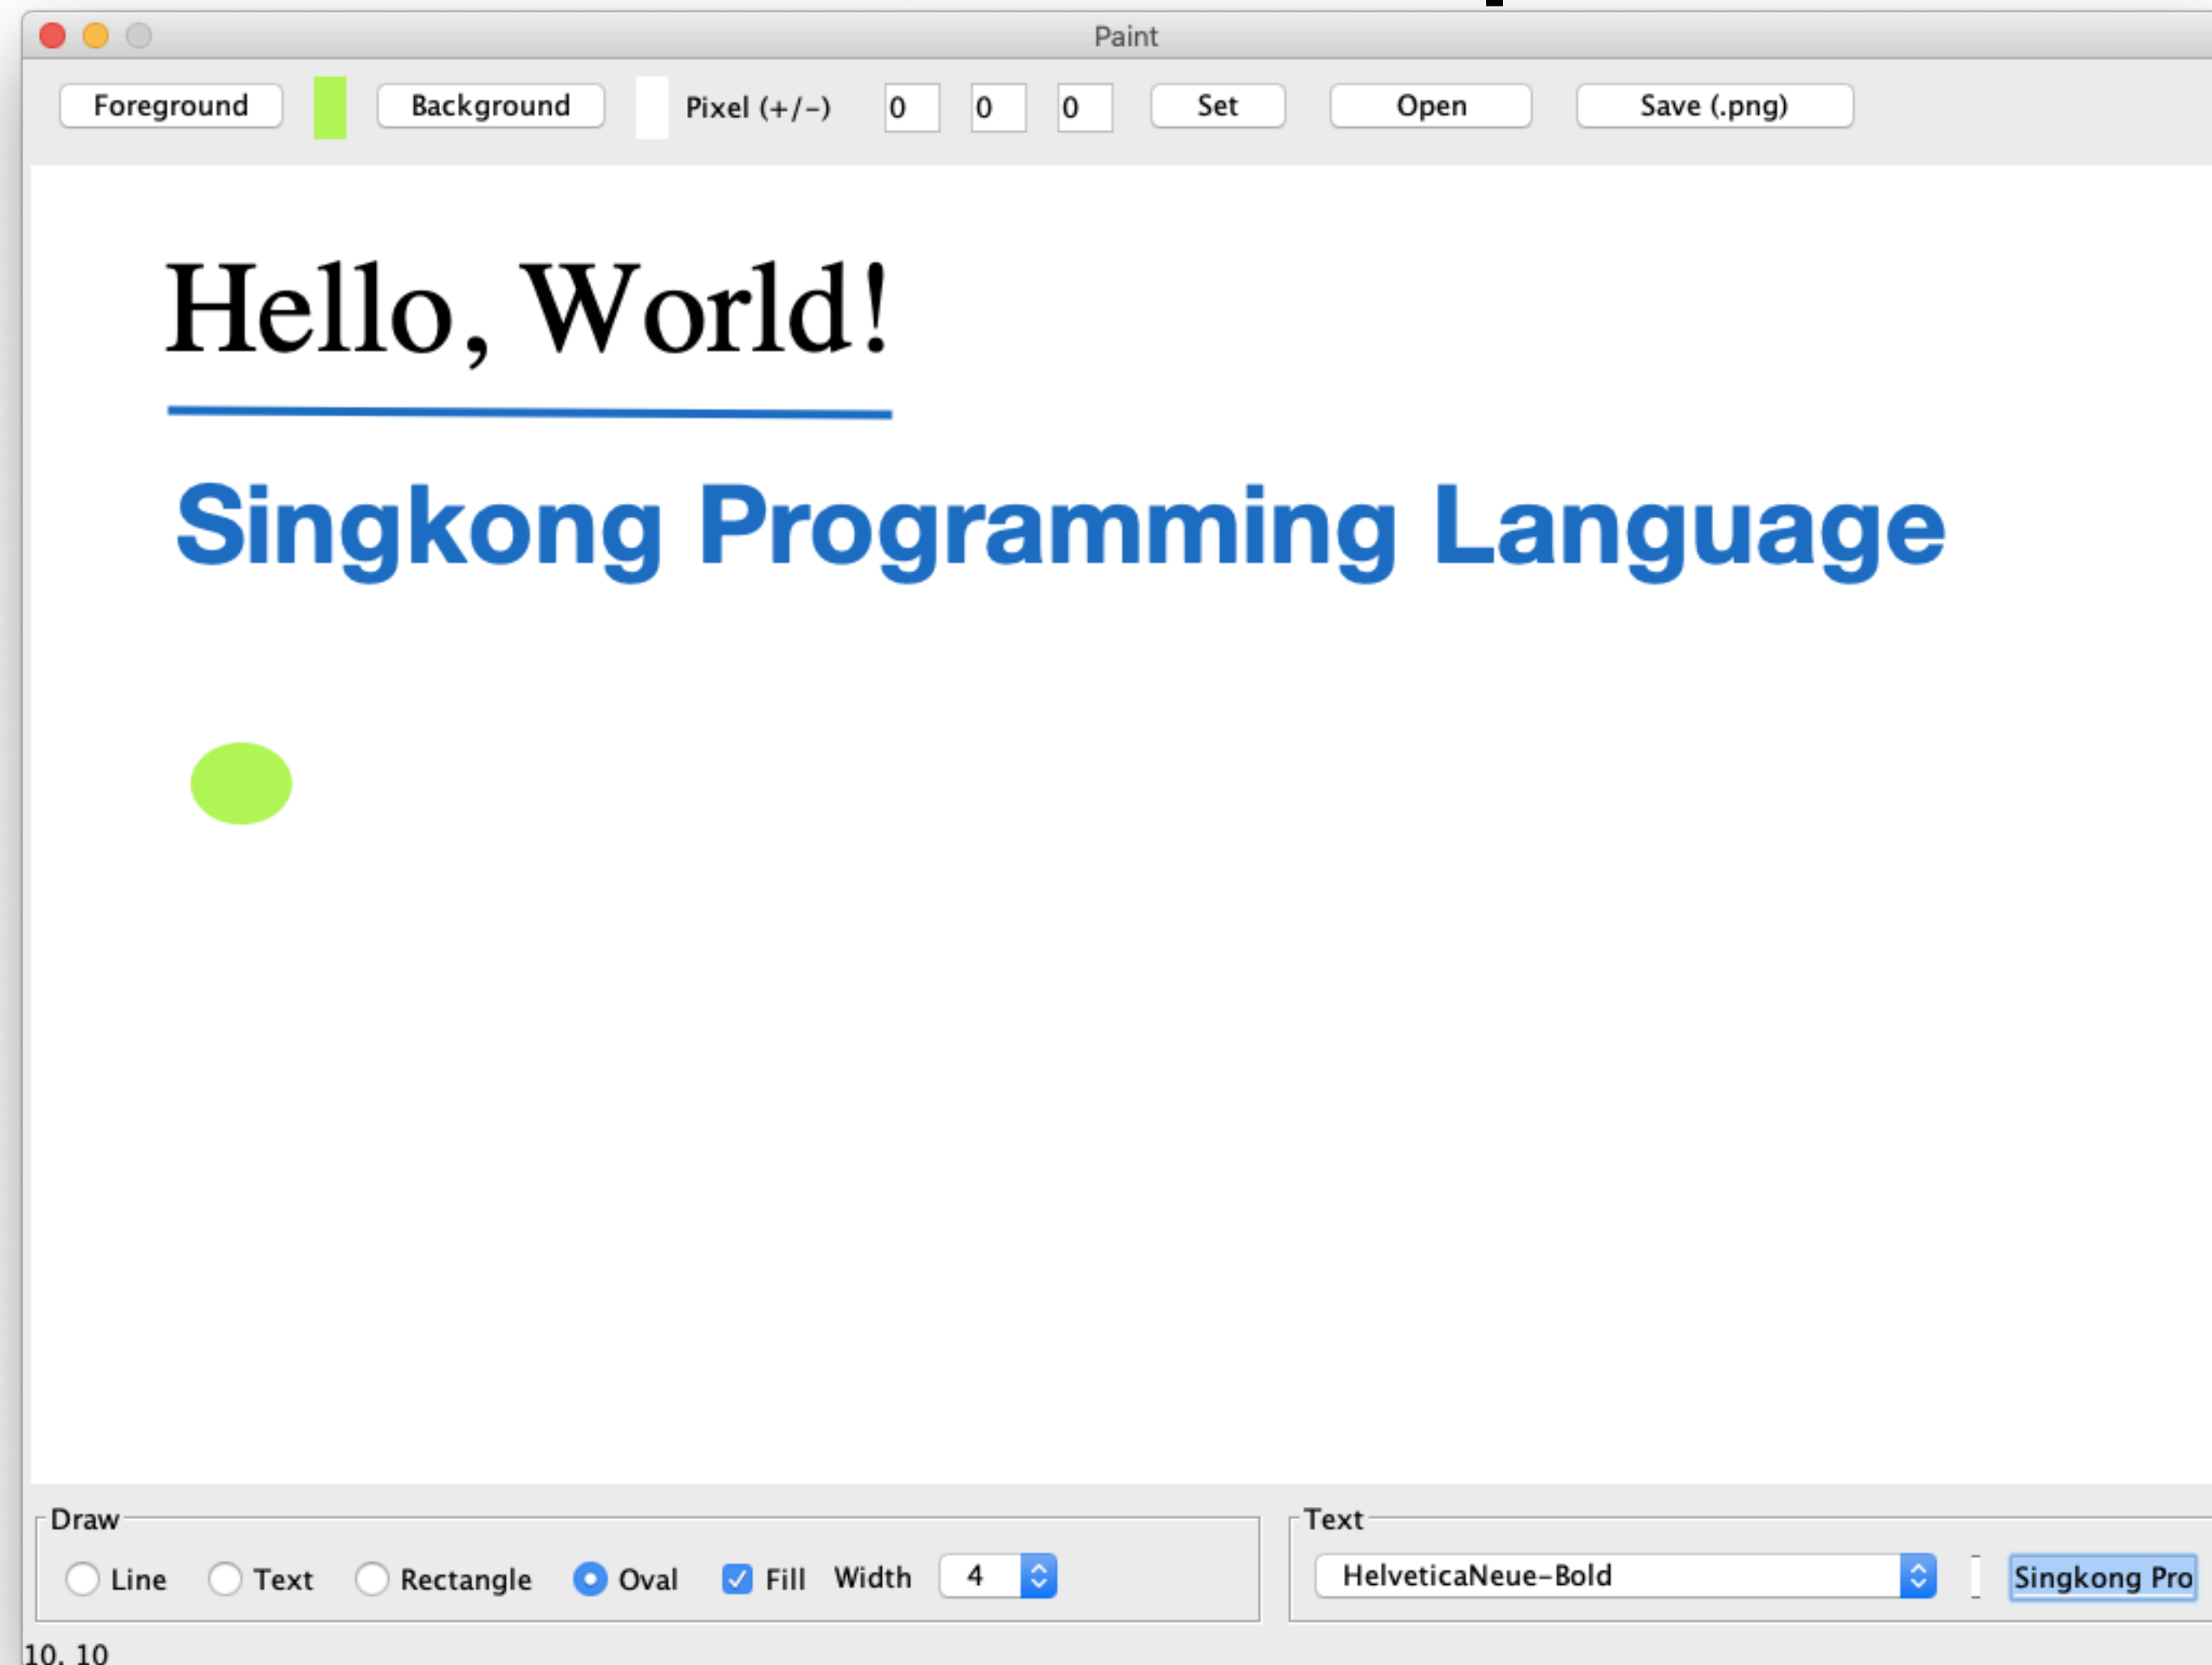 Paint
Foreground Background Pixel (+/-) 0 0 0 Set Open Save (.png)
Hello, World!
Singkong Programming Language
Draw Text
Line Text Rectangle Oval Fill Width 4 HelveticaNeue-Bold Singkong Pro
10, 10